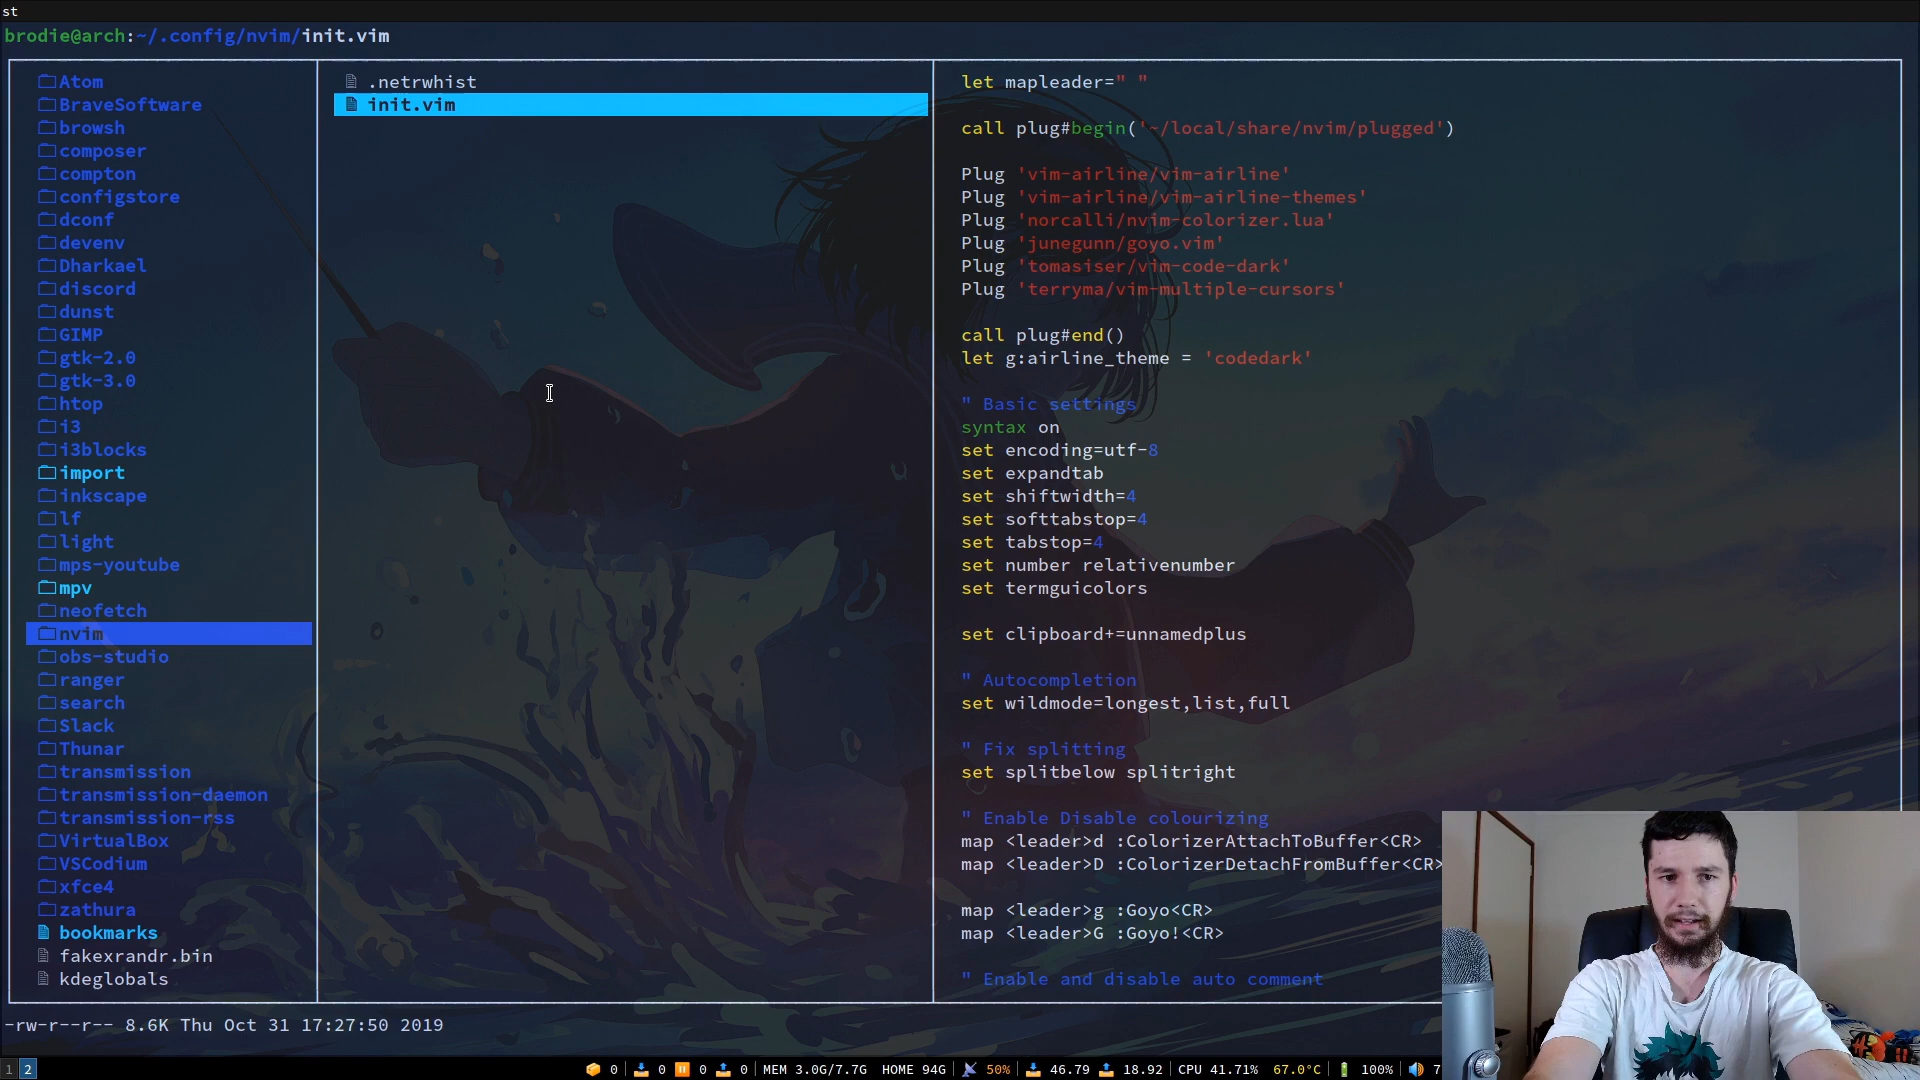 st
brodie@arch:~/.config/nvim/init.vim
Atom
BraveSoftware
browsh
composer
compton
configstore
dconf
devenv
Dharkael
discord
dunst
GIMP
gtk-2.0
gtk-3.0
htop
i3
i3blocks
import
inkscape
lf
light
mps-youtube
mpv
neofetch
nvim
obs-studio
ranger
search
Slack
Thunar
transmission
transmission-daemon
transmission-rss
VirtualBox
VSCodium
xfce4
zathura
bookmarks
fakexrandr.bin
kdeglobals
.netrwhist
init.vim
let mapleader=" "
call plug#begin('~/local/share/nvim/plugged')
Plug 'vim-airline/vim-airline'
Plug 'vim-airline/vim-airline-themes'
Plug 'norcalli/nvim-colorizer.lua'
Plug 'junegunn/goyo.vim'
Plug 'tomasiser/vim-code-dark'
Plug 'terryma/vim-multiple-cursors'
call plug#end()
let g:airline_theme = 'codedark'
" Basic settings
syntax on
set encoding=utf-8
set expandtab
set shiftwidth=4
set softtabstop=4
set tabstop=4
set number relativenumber
set termguicolors
set clipboard+=unnamedplus
" Autocompletion
set wildmode=longest,list,full
" Fix splitting
set splitbelow splitright
" Enable Disable colourizing
map <leader>d :ColorizerAttachToBuffer<CR>
map <leader>D :ColorizerDetachFromBuffer<CR>
map <leader>g :Goyo<CR>
map <leader>G :Goyo!<CR>
" Enable and disable auto comment
-rw-r--r-- 8.6K Thu Oct 31 17:27:50 2019
1 2 0 0 0 0 MEM 3.0G/7.7G HOME 94G 50% 46.79 18.92 CPU 41.71% 67.0°C 100% 7